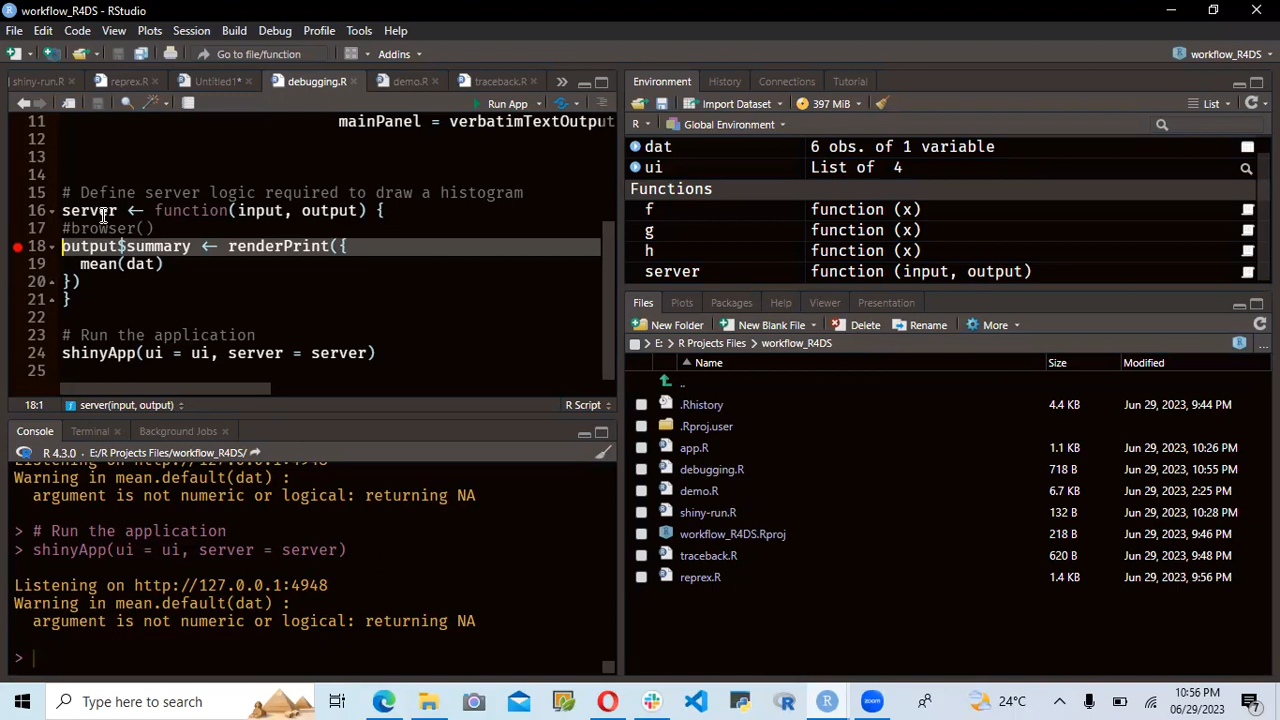 workflow_R4DS - RStudio
File Edit Code View Plots Session Build Debug Profile Tools Help
Go to file/function Addins workflow_R4DS
shiny-run.R reprex.R Untitled1* debugging.R demo.R traceback.R
Run App
11 mainPanel = verbatimTextOutput
12
13
14
15 # Define server logic required to draw a histogram
16 server <- function(input, output) {
17 #browser()
18 output$summary <- renderPrint({
19 mean(dat)
20 })
21 }
22
23 # Run the application
24 shinyApp(ui = ui, server = server)
25
18:1 server(input, output) R Script
Console Terminal Background Jobs
R 4.3.0 · E:/R Projects Files/workflow_R4DS/
Listening on http://127.0.0.1:4948
Warning in mean.default(dat) :
argument is not numeric or logical: returning NA
> # Run the application
> shinyApp(ui = ui, server = server)
Listening on http://127.0.0.1:4948
Warning in mean.default(dat) :
argument is not numeric or logical: returning NA
>
Environment History Connections Tutorial
Import Dataset 397 MiB List
R Global Environment
dat 6 obs. of 1 variable
ui List of 4
Functions
f function (x)
g function (x)
h function (x)
server function (input, output)
Files Plots Packages Help Viewer Presentation
New Folder New Blank File Delete Rename More
E: R Projects Files workflow_R4DS ...
Name Size Modified
..
.Rhistory 4.4 KB Jun 29, 2023, 9:44 PM
.Rproj.user
app.R 1.1 KB Jun 29, 2023, 10:26 PM
debugging.R 718 B Jun 29, 2023, 10:55 PM
demo.R 6.7 KB Jun 29, 2023, 2:25 PM
shiny-run.R 132 B Jun 29, 2023, 10:28 PM
workflow_R4DS.Rproj 218 B Jun 29, 2023, 9:46 PM
traceback.R 620 B Jun 29, 2023, 9:48 PM
reprex.R 1.4 KB Jun 29, 2023, 9:56 PM
Type here to search
24°C
10:56 PM
06/29/2023
7